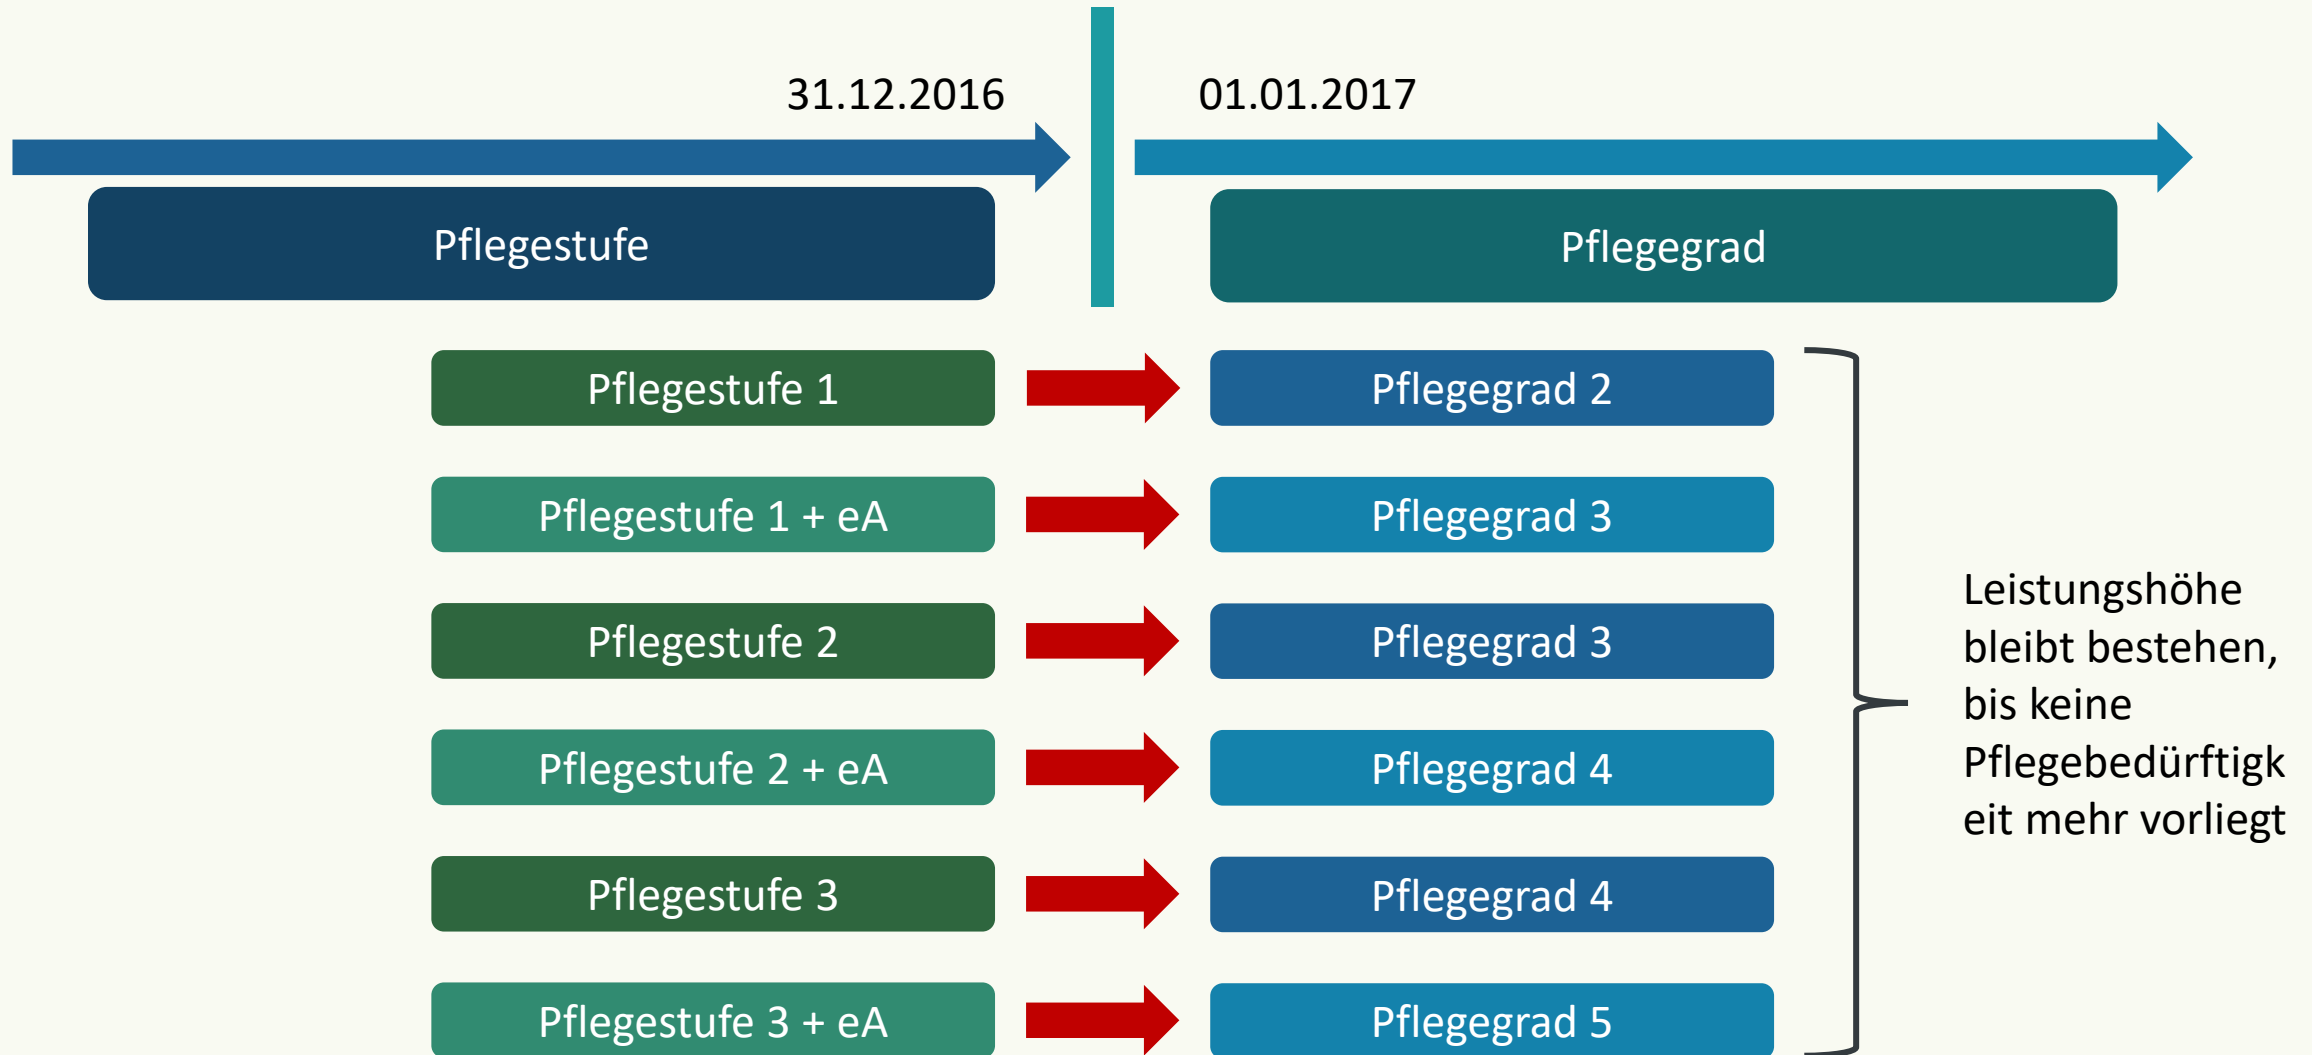 31.12.2016
01.01.2017
Pflegestufe
Pflegegrad
Pflegestufe 1
Pflegegrad 2
Pflegestufe 1 + eA
Pflegegrad 3
Pflegestufe 2
Pflegegrad 3
Pflegestufe 2 + eA
Pflegegrad 4
Pflegestufe 3
Pflegegrad 4
Pflegestufe 3 + eA
Pflegegrad 5
Leistungshöhe
bleibt bestehen,
bis keine
Pflegebedürftigk
eit mehr vorliegt